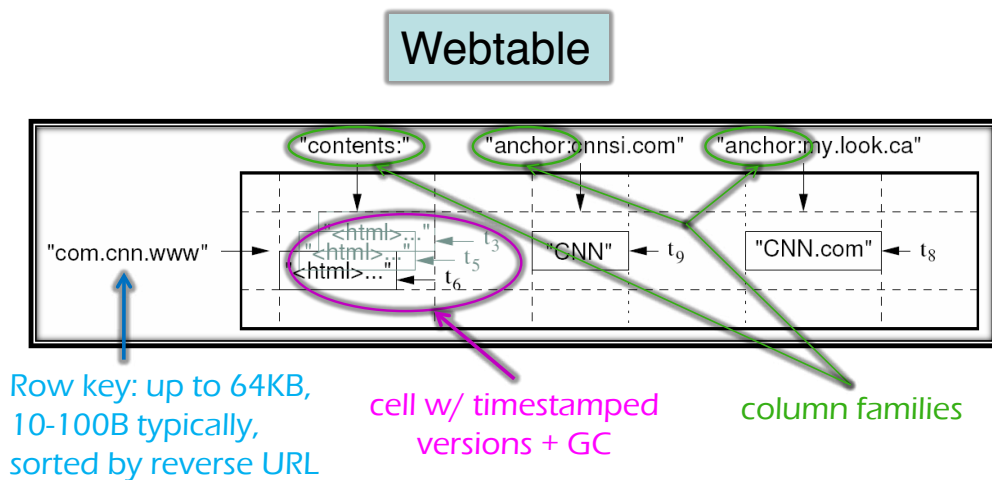 Webtable
"contents:" "anchor:cnnsi.com" "anchor:my.look.ca"
"<html>..." t3
"com.cnn.www" "<html>..." t5 "CNN" t9 "CNN.com" t8
"<html>..." t6
Row key: up to 64KB,
10-100B typically,
sorted by reverse URL
cell w/ timestamped
versions + GC
column families